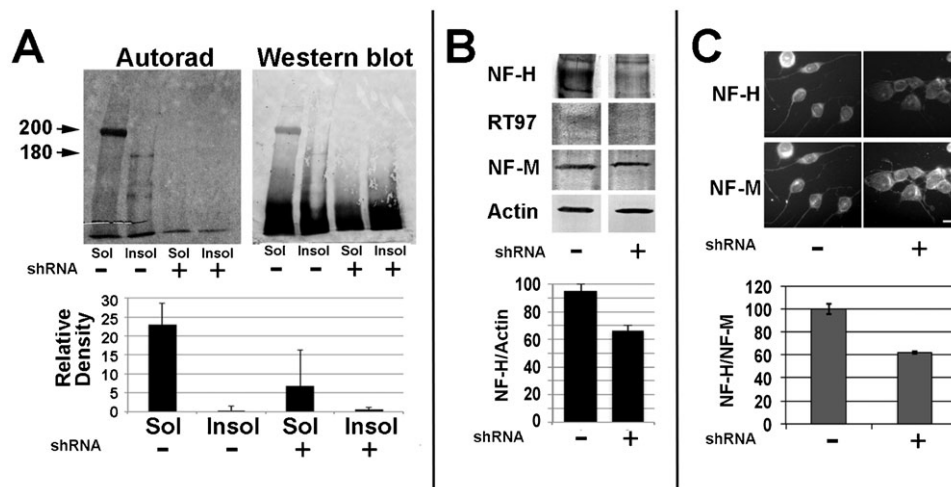 A
Autorad
Western blot
200
180
Sol Insol Sol Insol
Sol Insol Sol Insol
shRNA - - + +
- - + +
Relative Density
30
25
20
15
10
5
0
Sol Insol Sol Insol
shRNA - - + +
B
NF-H
RT97
NF-M
Actin
shRNA - +
NF-H/Actin
100
80
60
40
20
0
shRNA - +
C
NF-H
NF-M
shRNA - +
NF-H/NF-M
120
100
80
60
40
20
0
shRNA - +